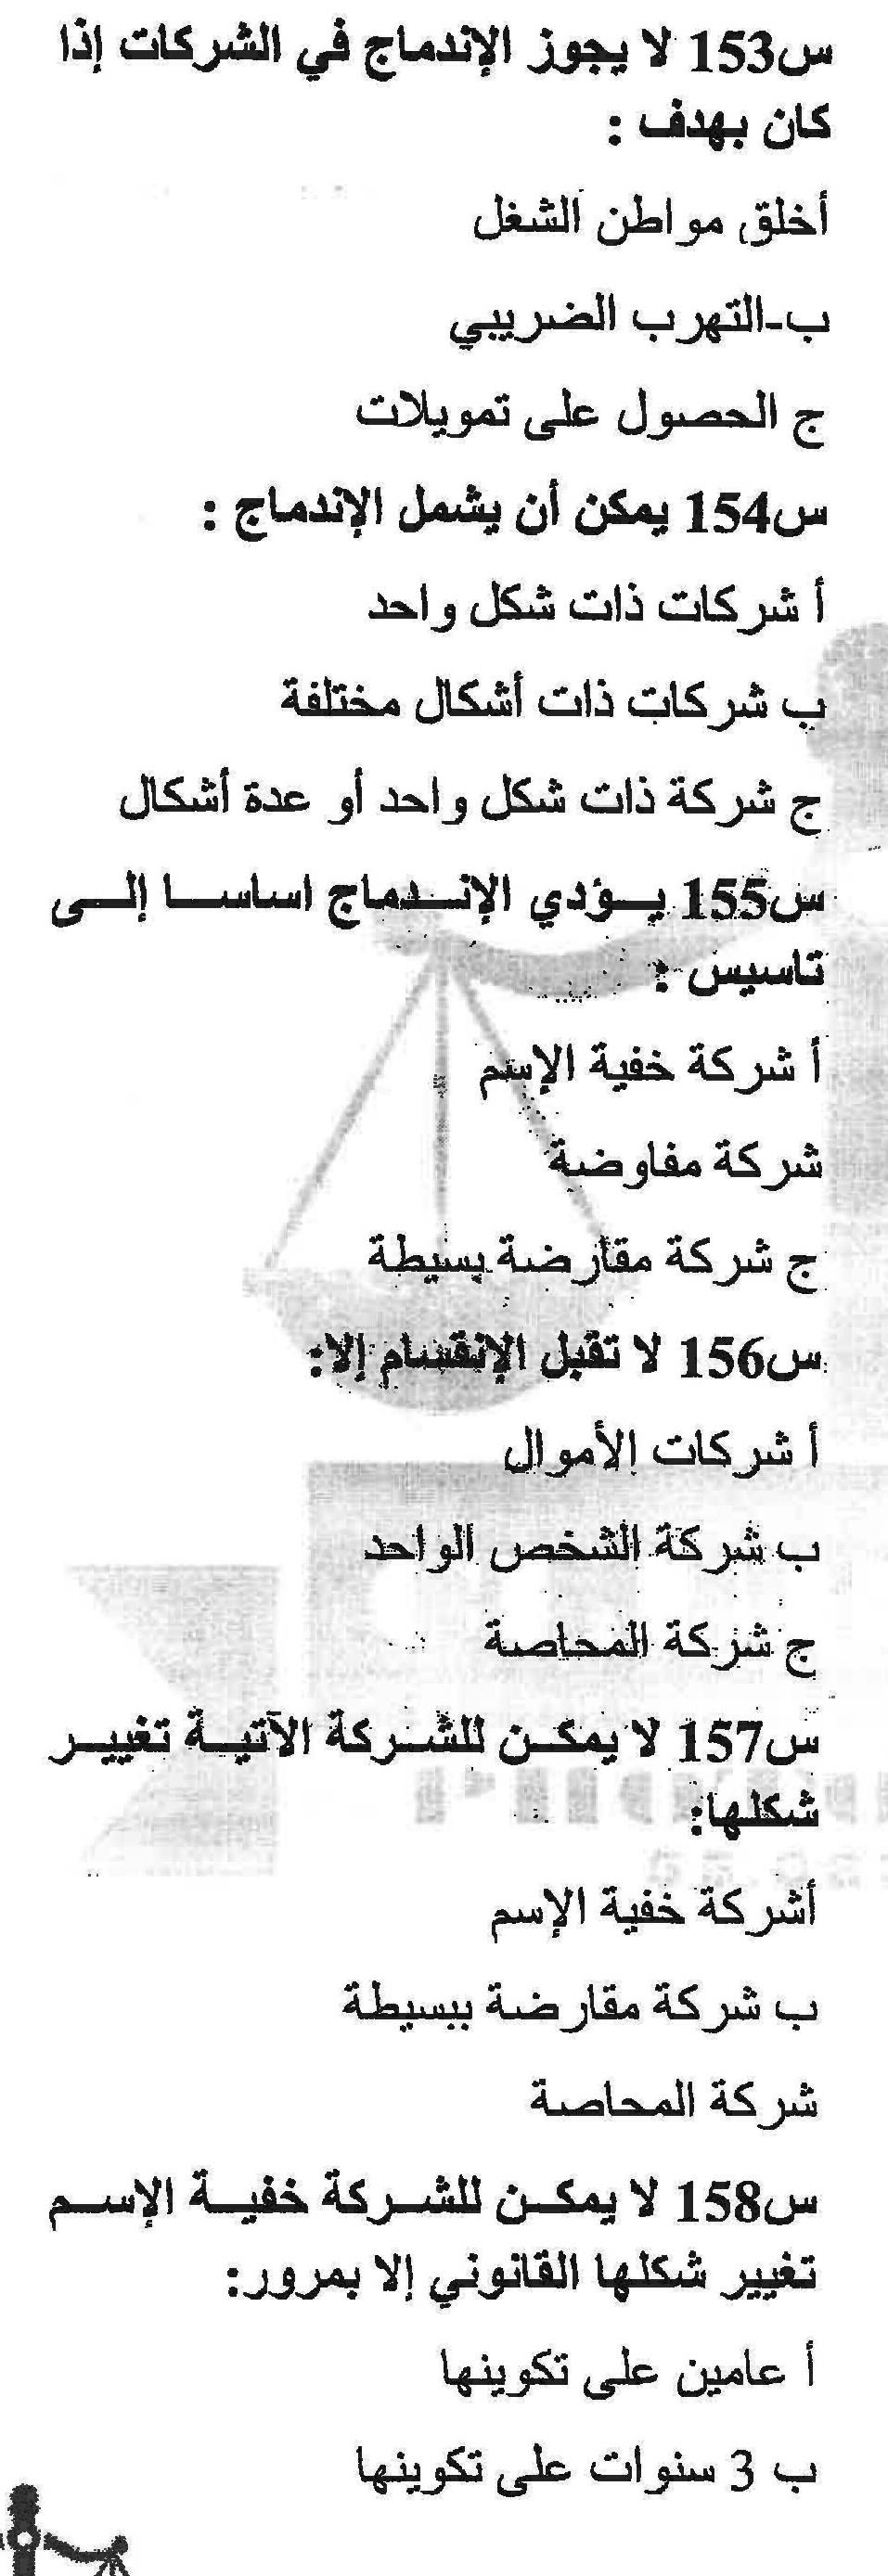 س153 لا يجوز الإندماج في الشركات إذا
كان بهدف :
أخلق مواطن الشغل
ب-التهرب الضريبي
ج الحصول على تمويلات
س154 يمكن أن يشمل الإندماج :
أ شركات ذات شكل واحد
ب شركات ذات أشكال مختلفة
ج شركة ذات شكل واحد أو عدة أشكال
س155 يؤدي الإندماج اساسا إلى
تاسيس :
أ شركة خفية الإسم
شركة مفاوضة
ج شركة مقارضة بسيطة
س156 لا تقبل الإنقسام إلا:
أ شركات الأموال
ب شركة الشخص الواحد
ج شركة المحاصة
س157 لا يمكن للشركة الآتية تغيير
شكلها:
أشركة خفية الإسم
ب شركة مقارضة ببسيطة
شركة المحاصة
س158 لا يمكن للشركة خفية الإسم
تغيير شكلها القانوني إلا بمرور:
أ عامين على تكوينها
ب 3 سنوات على تكوينها